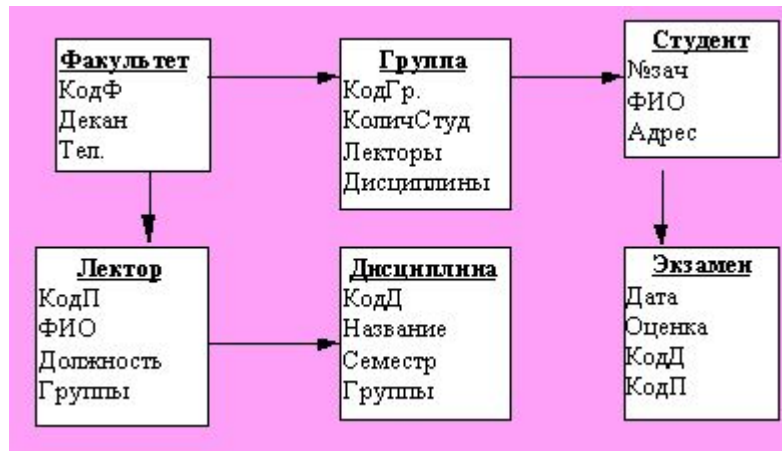 Факультет
КодФ
Декан
Тел.
Группа
КодГр.
КоличСтуд
Лекторы
Дисциплины
Студент
№зач
ФИО
Адрес
Лектор
КодП
ФИО
Должность
Группы
Дисциплина
КодД
Название
Семестр
Группы
Экзамен
Дата
Оценка
КодД
КодП